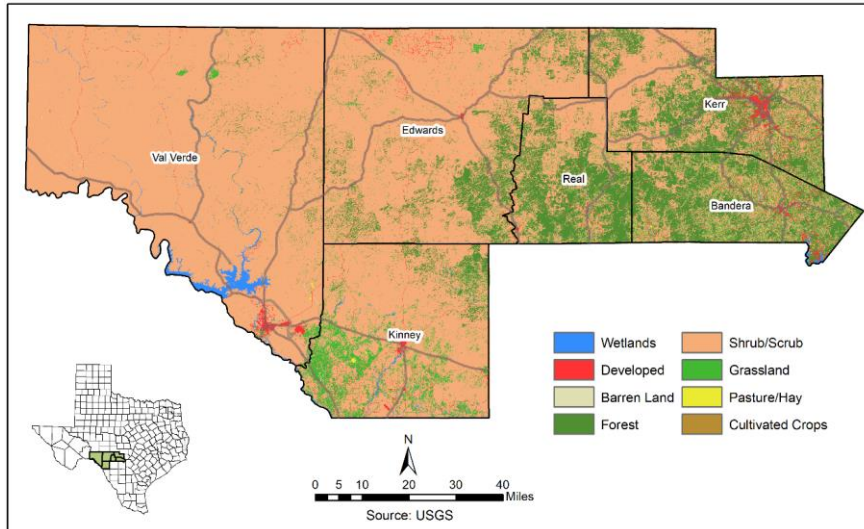 Kerr
Edwards
Val Verde
Real
Bandera
Kinney
Wetlands
Developed
Barren Land
Forest
Shrub/Scrub
Grassland
Pasture/Hay
Cultivated Crops
N
0 5 10 20 30 40
Miles
Source: USGS